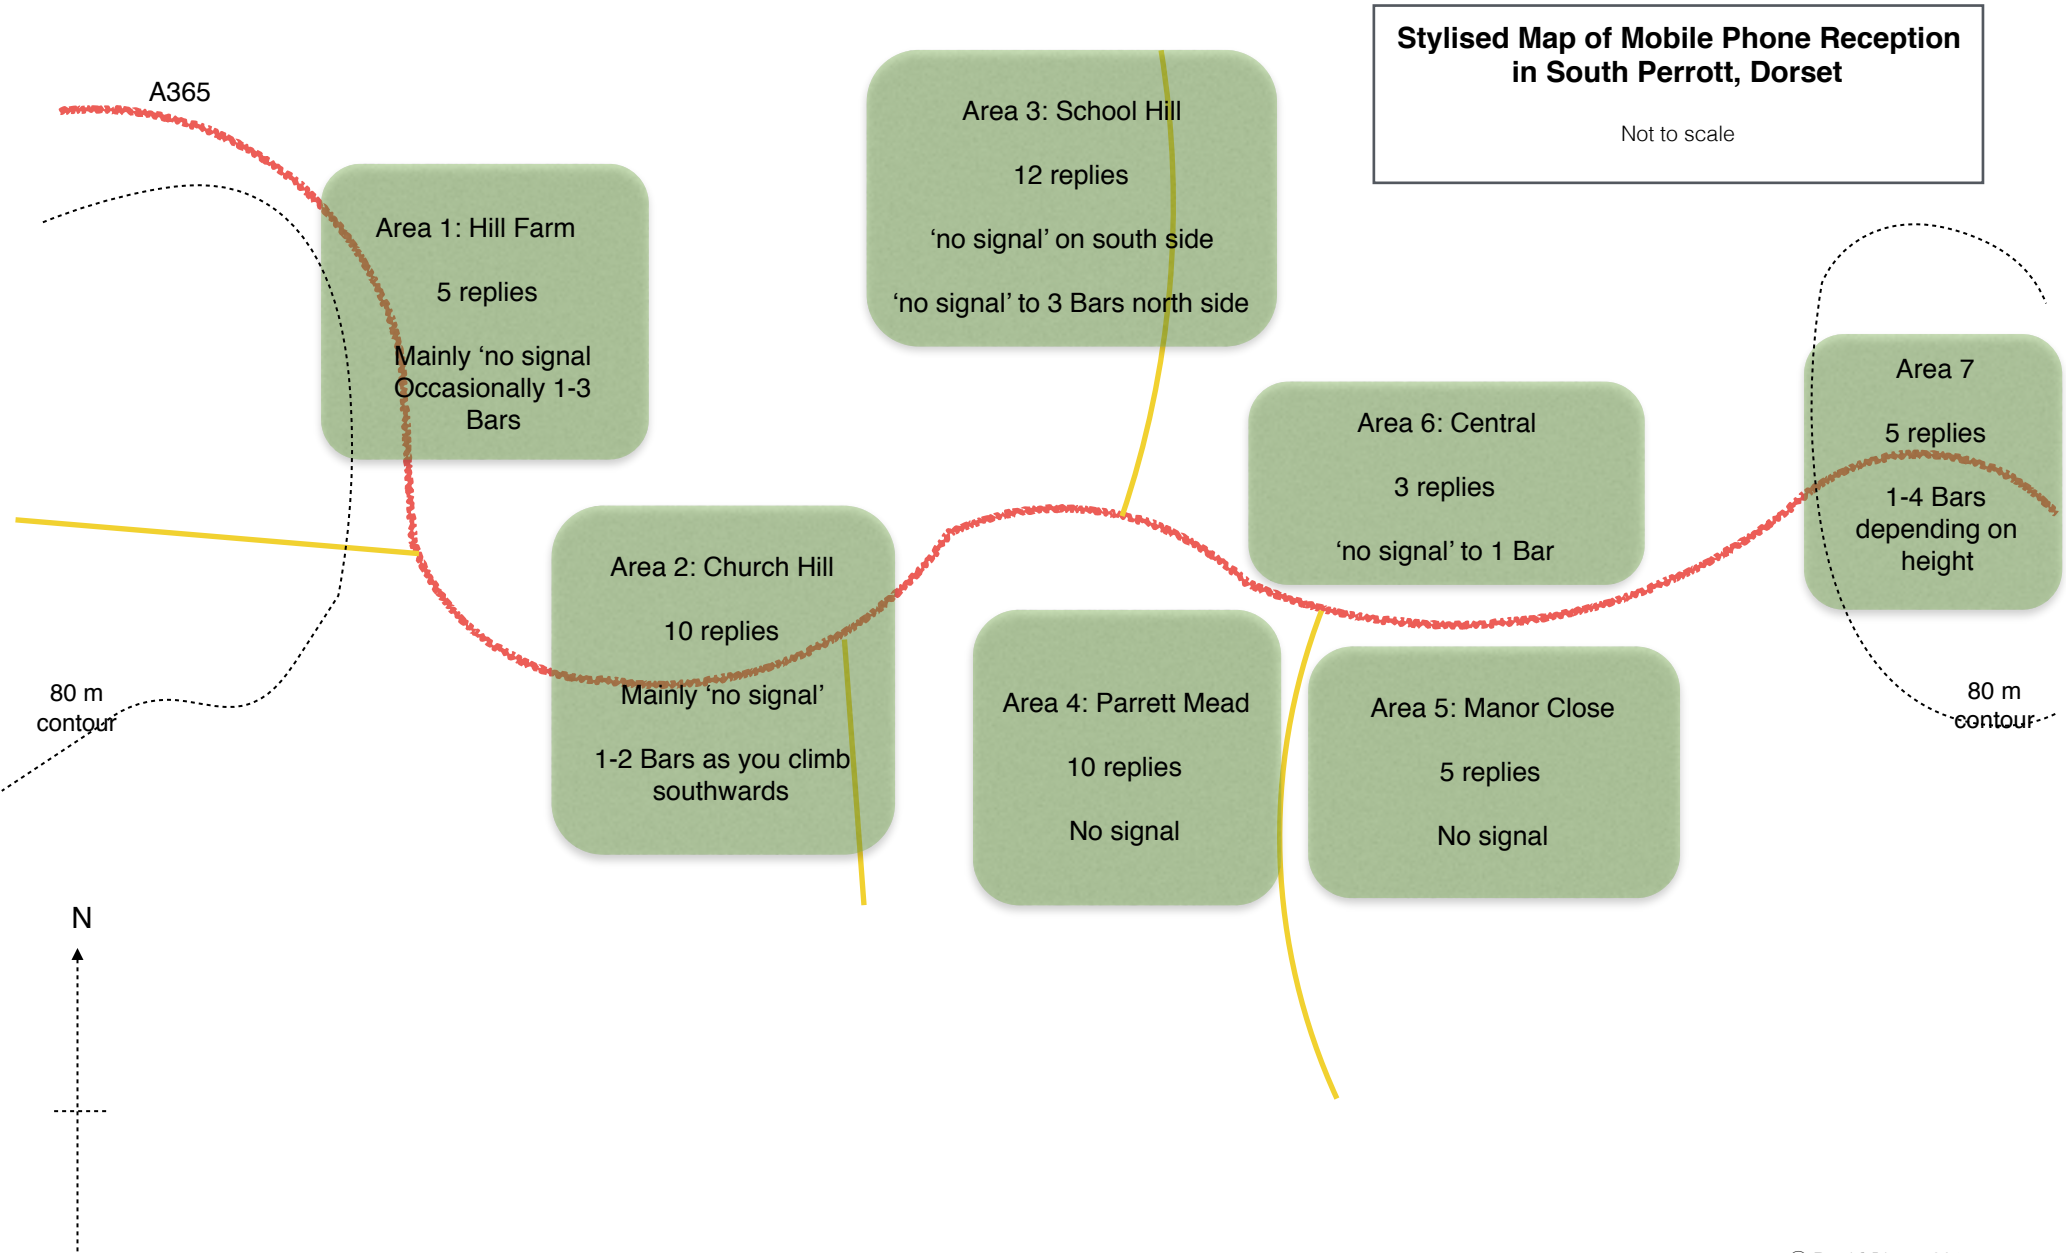 Stylised Map of Mobile Phone Reception
in South Perrott, Dorset
Not to scale
A365
Area 1: Hill Farm
5 replies
Mainly ‘no signal
Occasionally 1-3
Bars
Area 3: School Hill
12 replies
‘no signal’ on south side
‘no signal’ to 3 Bars north side
Area 7
5 replies
1-4 Bars
depending on
height
Area 6: Central
3 replies
‘no signal’ to 1 Bar
Area 2: Church Hill
10 replies
Mainly ‘no signal’
1-2 Bars as you climb
southwards
Area 4: Parrett Mead
10 replies
No signal
Area 5: Manor Close
5 replies
No signal
80 m
contour
80 m
contour
N